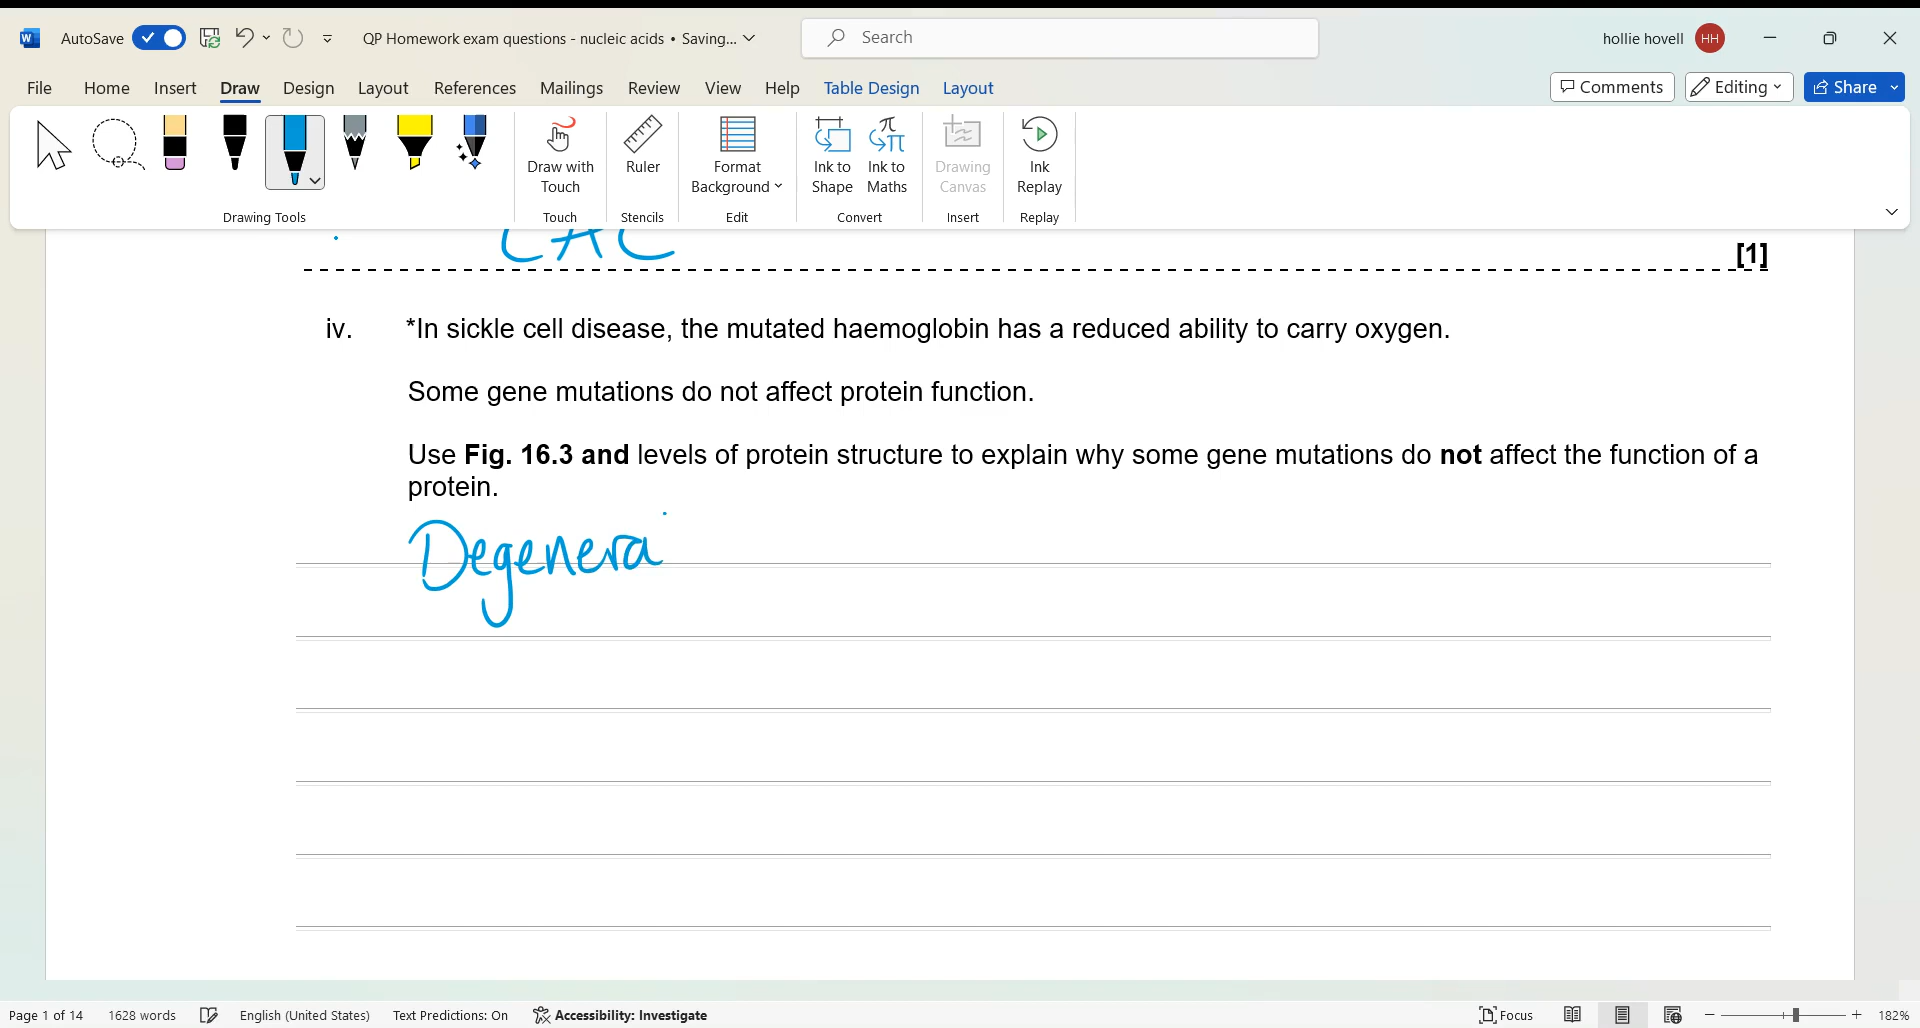 AutoSave QP Homework exam questions - nucleic acids • Saving... Search hollie hovell HH
File Home Insert Draw Design Layout References Mailings Review View Help Table Design Layout Comments Editing Share
Draw with Touch Ruler Format Background Ink to Shape Ink to Maths Drawing Canvas Ink Replay
Drawing Tools Touch Stencils Edit Convert Insert Replay
CAC
[1]
iv. *In sickle cell disease, the mutated haemoglobin has a reduced ability to carry oxygen.
Some gene mutations do not affect protein function.
Use Fig. 16.3 and levels of protein structure to explain why some gene mutations do not affect the function of a
protein.
Degenera
Page 1 of 14 1628 words English (United States) Text Predictions: On Accessibility: Investigate Focus 182%